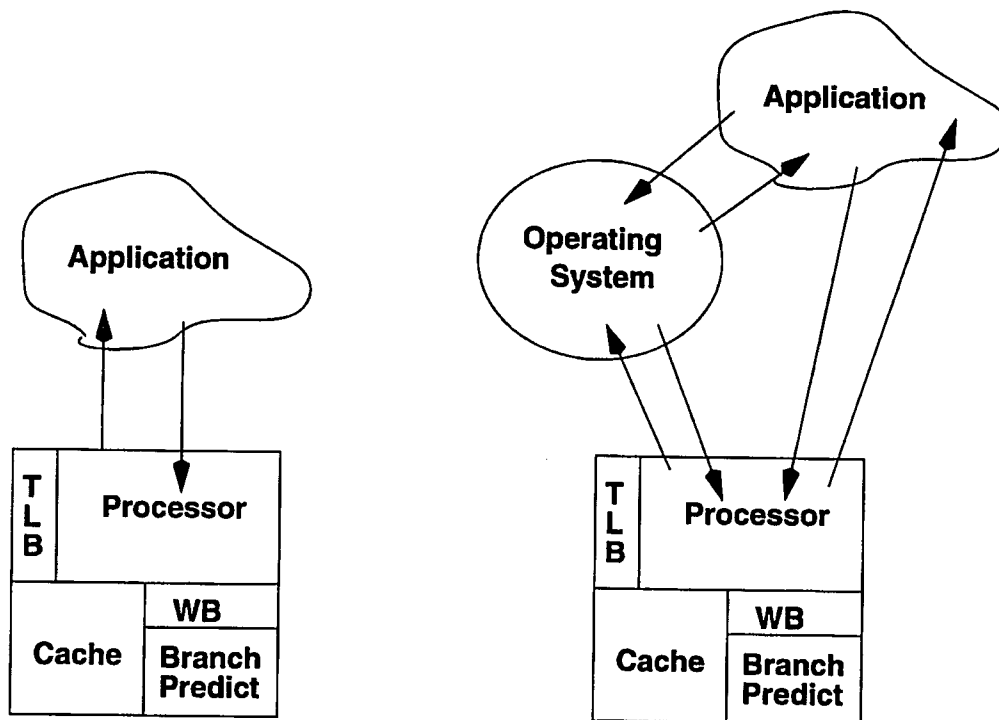 Application
T
L
B
Processor
WB
Cache
Branch
Predict
Application
Operating
System
T
L
B
Processor
WB
Cache
Branch
Predict